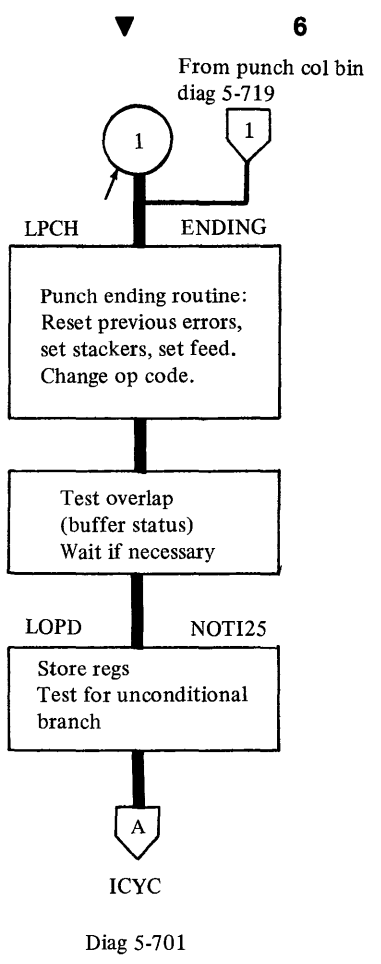 6
From punch col bin
diag 5-719
1
1
LPCH ENDING
Punch ending routine:
Reset previous errors,
set stackers, set feed.
Change op code.
Test overlap
(buffer status)
Wait if necessary
LOPD NOTI25
Store regs
Test for unconditional
branch
A
ICYC
Diag 5-701